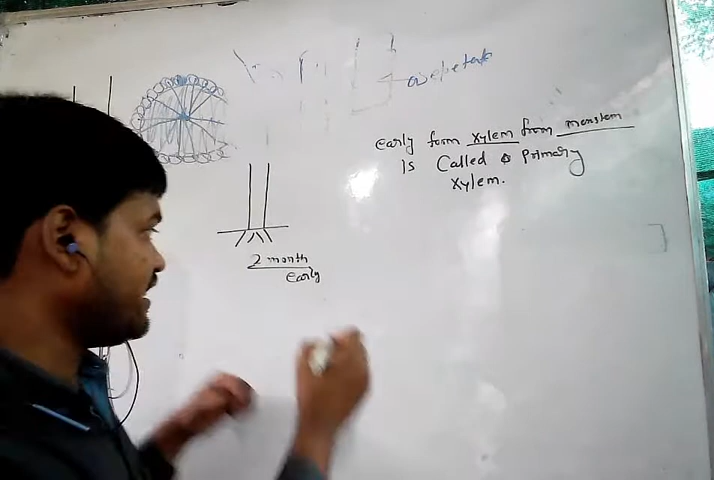 early form xylem from meristem
is Called Primary
xylem.
2 month
early